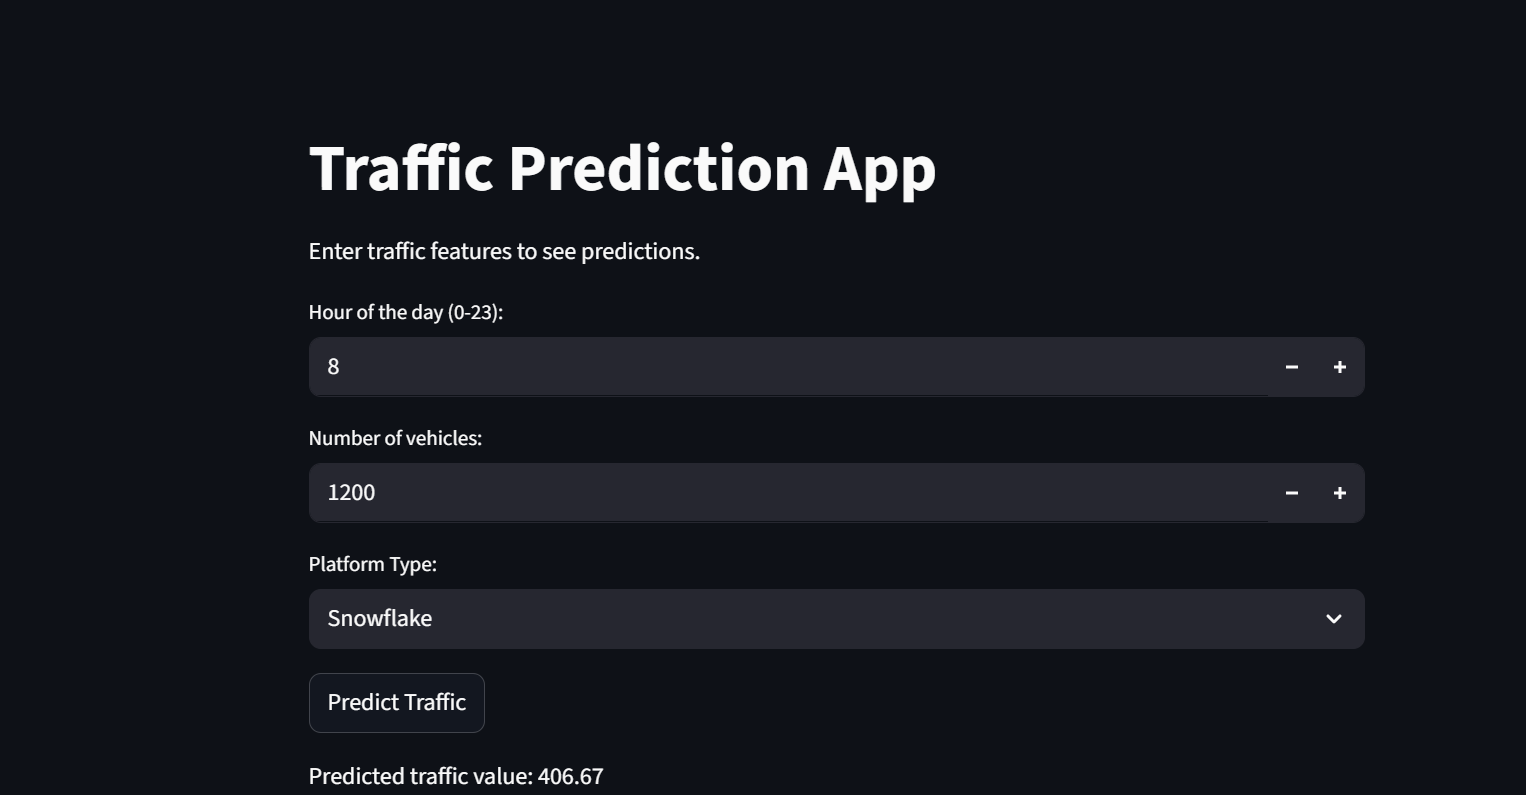 Traffic Prediction App
Enter traffic features to see predictions.
Hour of the day (0-23):
8
Number of vehicles:
1200
Platform Type:
Snowflake
Predict Traffic
Predicted traffic value: 406.67